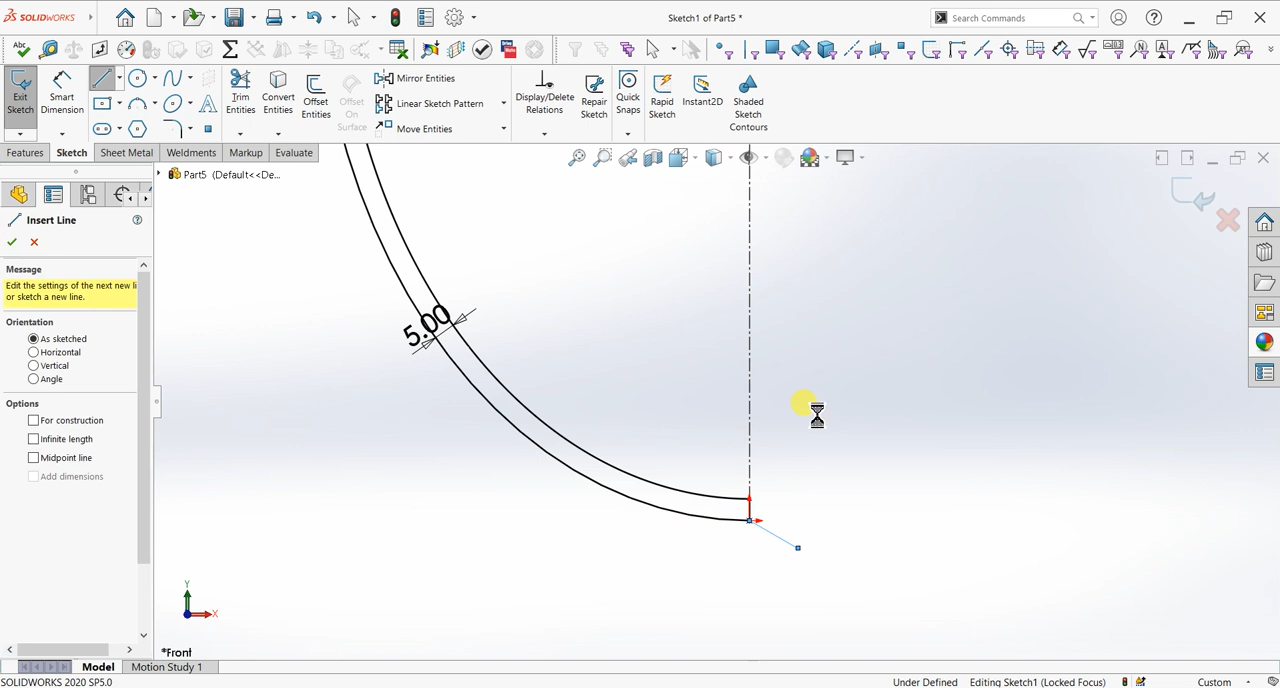 SOLIDWORKS
Sketch1 of Part5 *
Search Commands
Exit Sketch
Smart Dimension
Trim Entities
Convert Entities
Offset Entities
Offset On Surface
Mirror Entities
Linear Sketch Pattern
Move Entities
Display/Delete Relations
Repair Sketch
Quick Snaps
Rapid Sketch
Instant2D
Shaded Sketch Contours
Features
Sketch
Sheet Metal
Weldments
Markup
Evaluate
Part5 (Default<<De...
Insert Line
Message
Edit the settings of the next new li
or sketch a new line.
Orientation
As sketched
Horizontal
Vertical
Angle
Options
For construction
Infinite length
Midpoint line
Add dimensions
5.00
Y
X
*Front
Model
Motion Study 1
SOLIDWORKS 2020 SP5.0
Under Defined
Editing Sketch1 (Locked Focus)
Custom